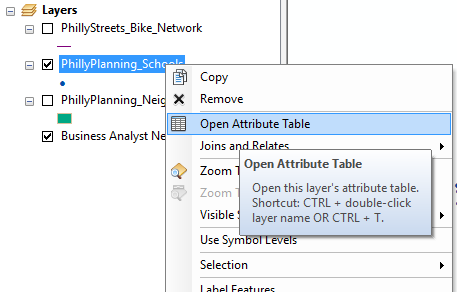 Layers
PhillyStreets_Bike_Network
PhillyPlanning_Schools
Copy
Remove
PhillyPlanning_Nei
Open Attribute Table
Business Analyst Ne
Joins and Relates
Open Attribute Table
Zoom T
Open this layer's attribute table.
Shortcut: CTRL + double-click
layer name OR CTRL + T.
Zoom T
Visible S
Use Symbol Levels
Selection
Label Features